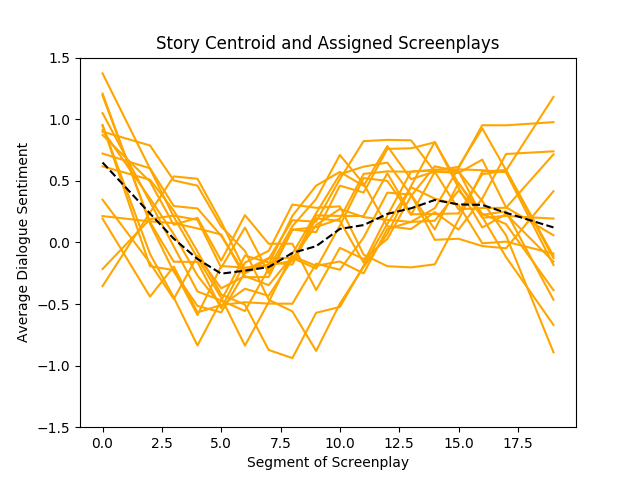 Story Centroid and Assigned Screenplays
1.5
1.0
0.5
0.0
−0.5
−1.0
−1.5
Average Dialogue Sentiment
0.0 2.5 5.0 7.5 10.0 12.5 15.0 17.5
Segment of Screenplay